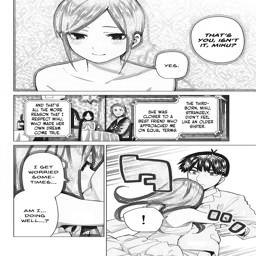 THAT'S
YOU, ISN'T
IT, MIKU?
YES.
THE
THIRD-
BORN, MIKU,
STRANGELY,
DIDN'T FEEL
LIKE AN
OLDER SISTER.
SHE WAS
CLOSER TO
A BEST
FRIEND WHO
APPROACHED ME
ON EQUAL TERMS.
AND THAT'S
ALL THE MORE
REASON THAT
I RESPECT MIKU,
WHO MADE HER
OWN DREAM
COME TRUE.
I GET
WORRIED
SOME-
TIMES...
AM I...
DOING
WELL...?
!